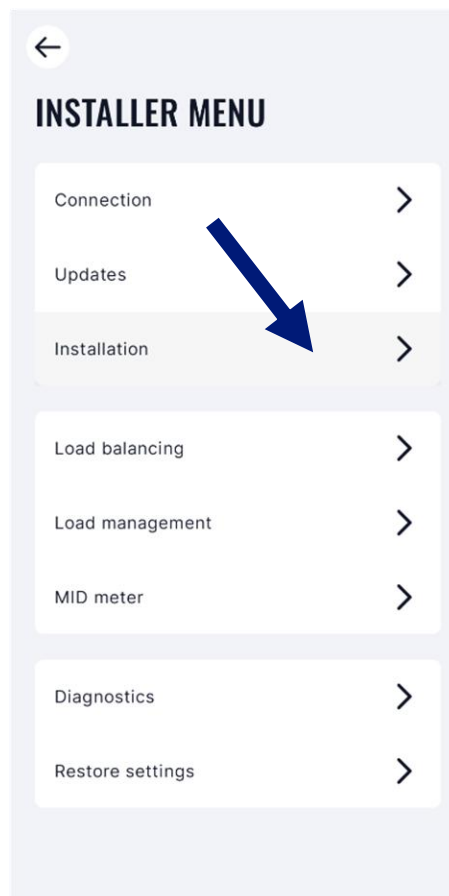 INSTALLER MENU
Connection
Updates
Installation
Load balancing
Load management
MID meter
Diagnostics
Restore settings